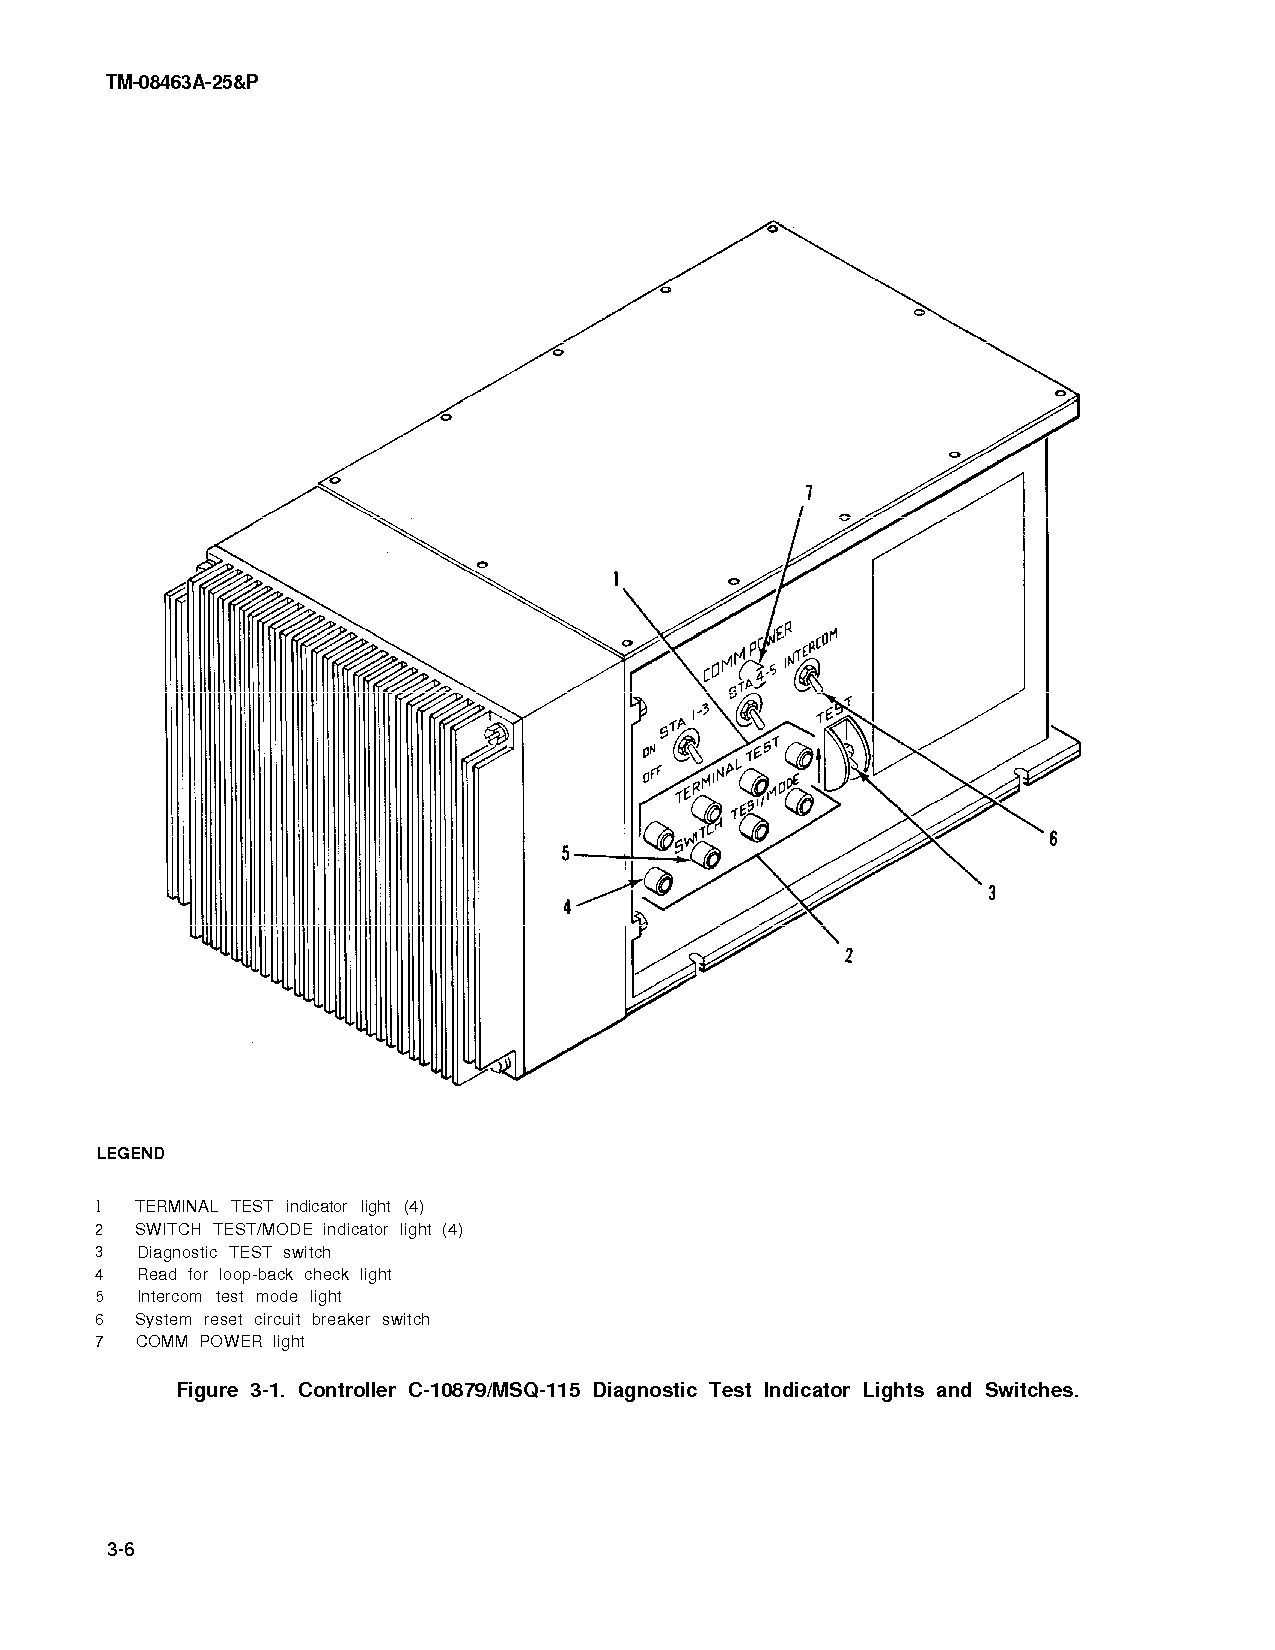 TM-08463A-25&P
7
1
COMM POWER
STA 1-3
STA 4-5
INTERCOM
ON
OFF
TEST
TERMINAL TEST
SWITCH TEST/MODE
5
4
6
3
2
LEGEND
1 TERMINAL TEST indicator light (4)
2 SWITCH TEST/MODE indicator light (4)
3 Diagnostic TEST switch
4 Read for loop-back check light
5 Intercom test mode light
6 System reset circuit breaker switch
7 COMM POWER light
Figure 3-1. Controller C-10879/MSQ-115 Diagnostic Test Indicator Lights and Switches.
3-6